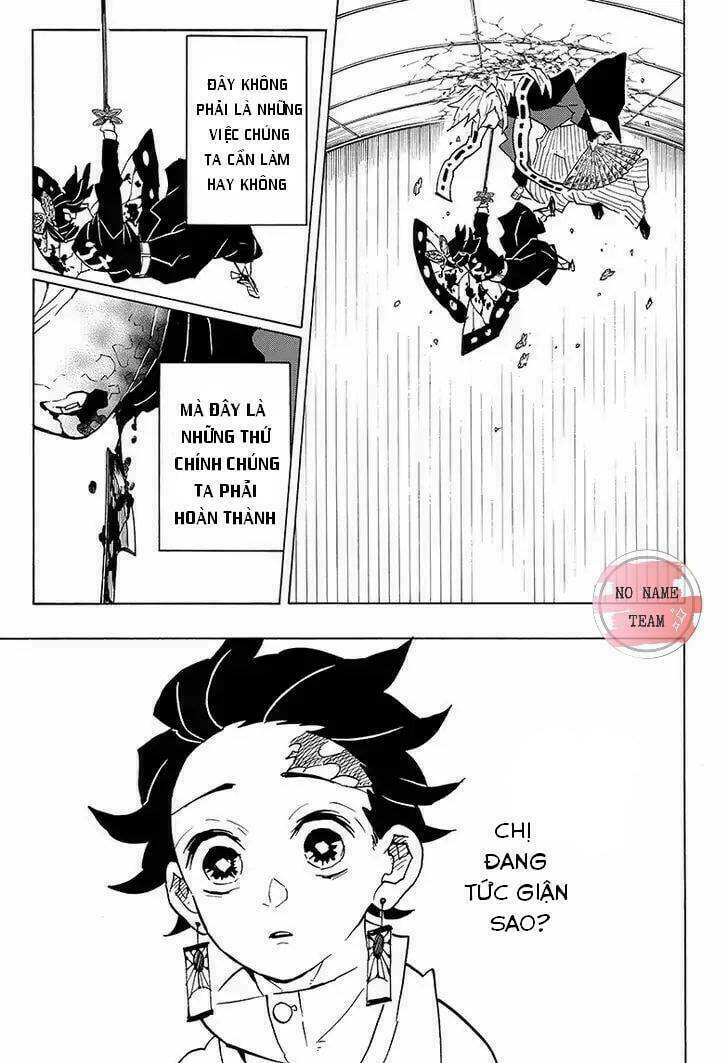 ĐÂY KHÔNG
PHẢI LÀ NHỮNG
VIỆC CHÚNG
TA CẦN LÀM
HAY KHÔNG
MÀ ĐÂY LÀ
NHỮNG THỨ
CHÍNH CHÚNG
TA PHẢI
HOÀN THÀNH
NO NAME
TEAM
CHỊ
ĐANG
TỨC GIẬN
SAO?